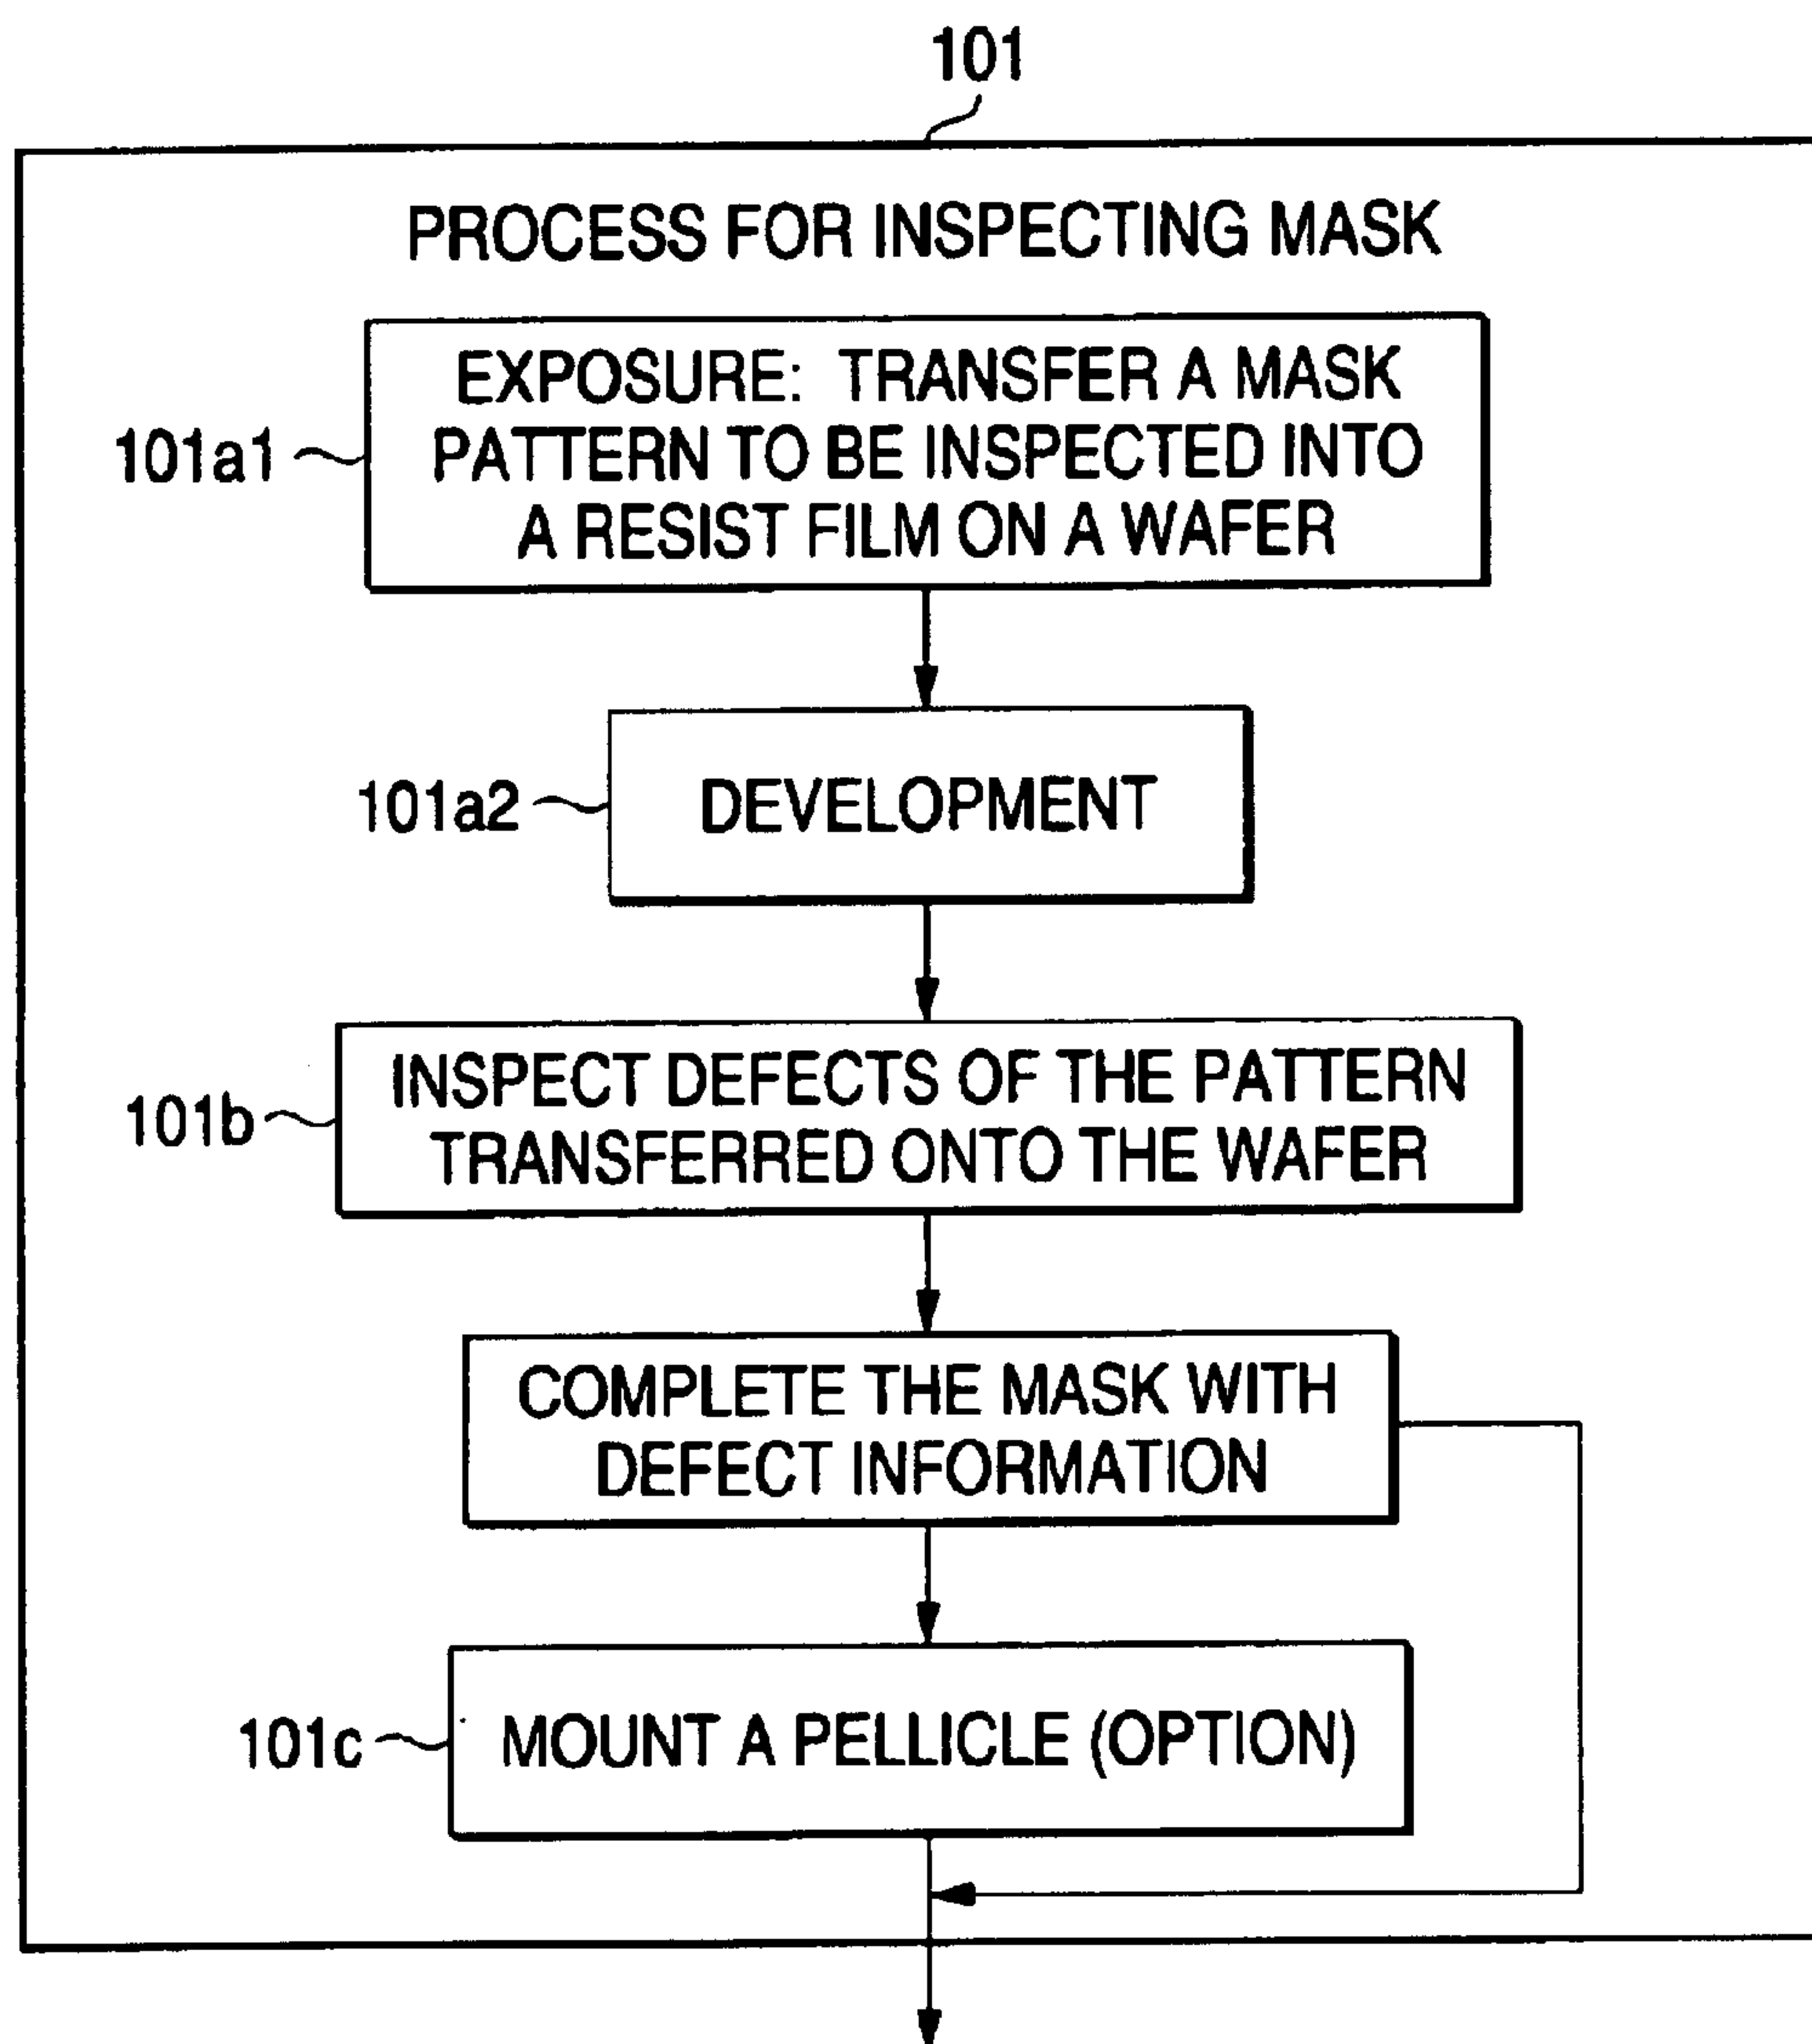 101
PROCESS FOR INSPECTING MASK
EXPOSURE: TRANSFER A MASK
PATTERN TO BE INSPECTED INTO
A RESIST FILM ON A WAFER
101a1
DEVELOPMENT
101a2
INSPECT DEFECTS OF THE PATTERN
TRANSFERRED ONTO THE WAFER
101b
COMPLETE THE MASK WITH
DEFECT INFORMATION
101c
MOUNT A PELLICLE (OPTION)